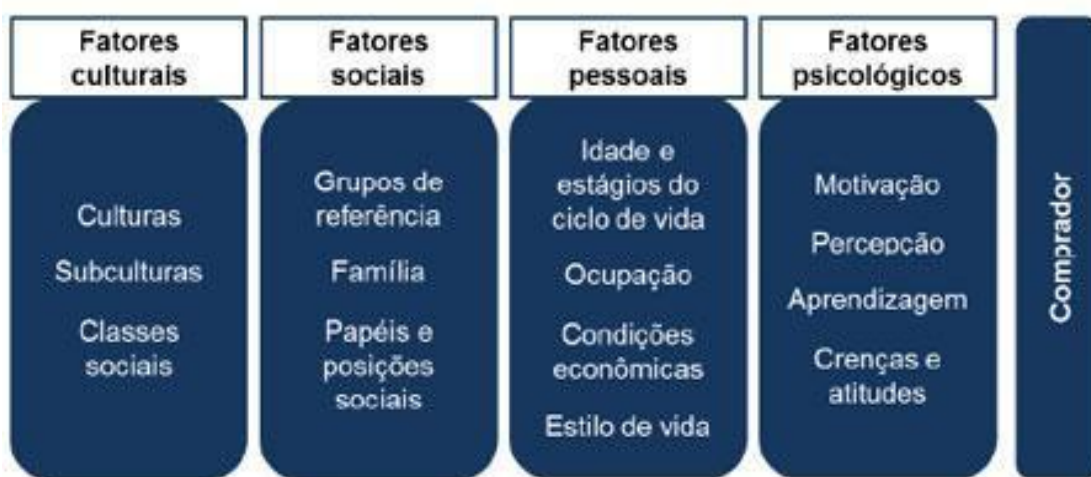 Fatores
culturais
Culturas
Subculturas
Classes
sociais
Fatores
sociais
Grupos de
referência
Família
Papéis e
posições
sociais
Fatores
pessoais
Idade e
estágios do
ciclo de vida
Ocupação
Condições
econômicas
Estilo de vida
Fatores
psicológicos
Motivação
Percepção
Aprendizagem
Crenças e
atitudes
Comprador